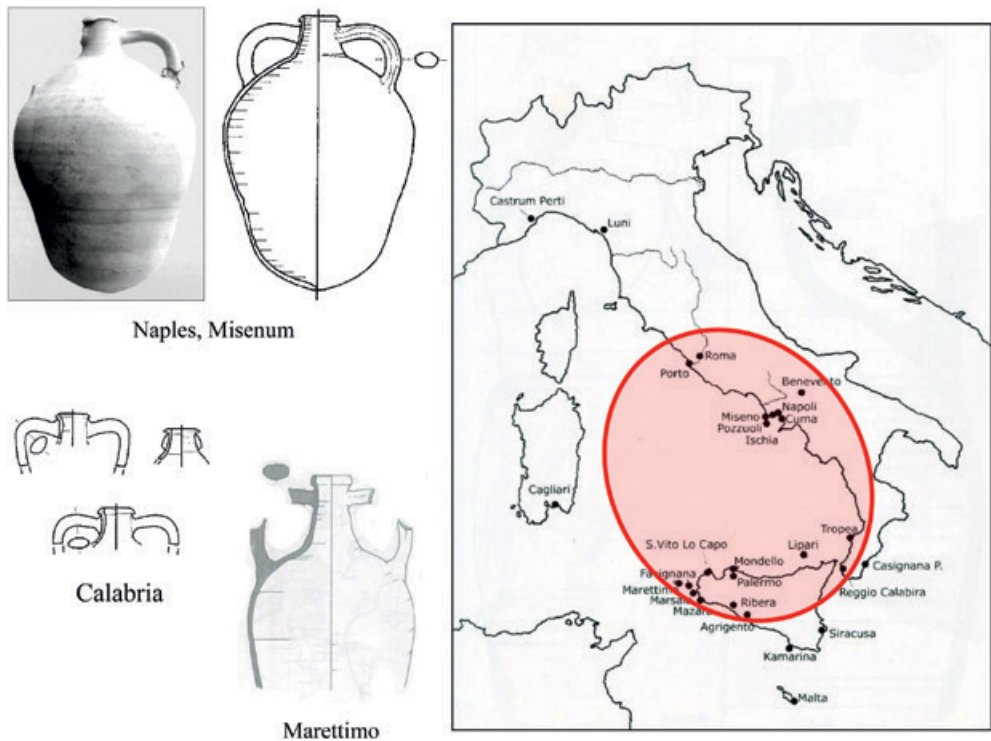 Naples, Misenum
Calabria
Marettimo
Castrum Perti
Luni
Roma
Porto
Benevento
Napoli
Miseno
Cuma
Pozzuoli
Ischia
Cagliari
Tropea
S.Vito Lo Capo
Mondello
Lipari
Casignana P.
Favignana
Palermo
Marettimo
Reggio Calabira
Marsala
Ribera
Mazara
Agrigento
Siracusa
Kamarina
Malta